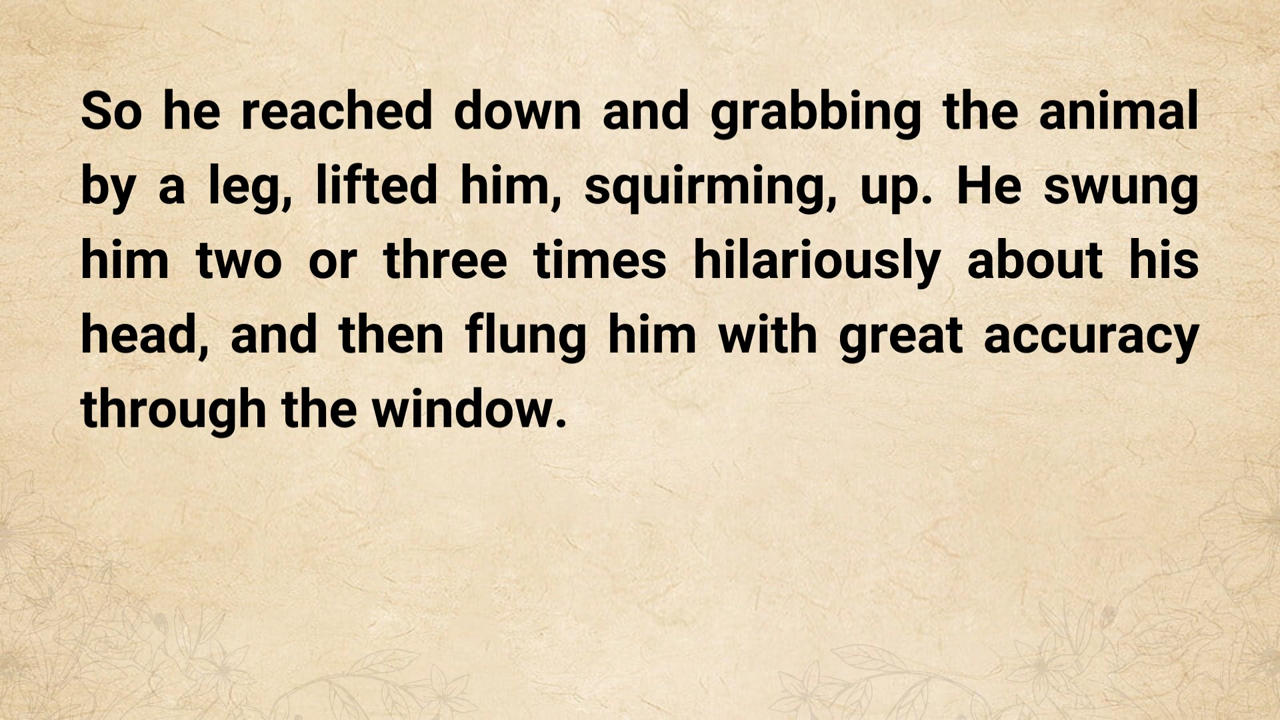 So he reached down and grabbing the animal
by a leg, lifted him, squirming, up. He swung
him two or three times hilariously about his
head, and then flung him with great accuracy
through the window.